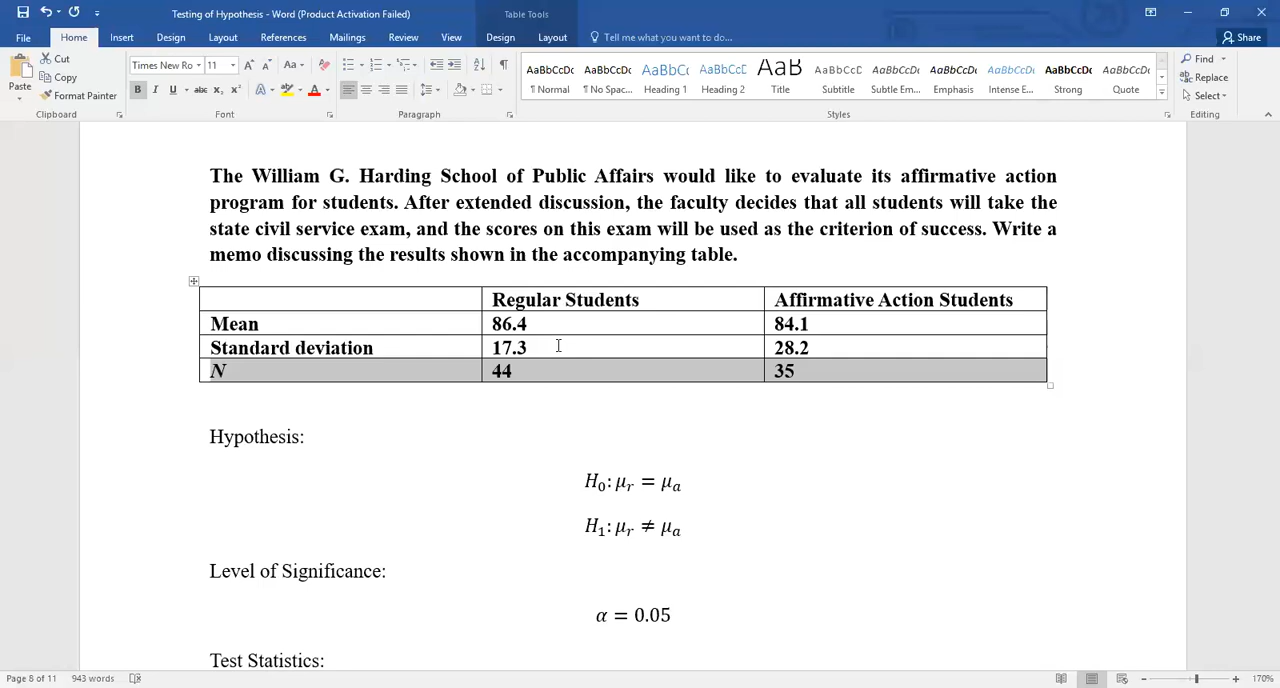 Testing of Hypothesis - Word (Product Activation Failed)
Table Tools
File Home Insert Design Layout References Mailings Review View Design Layout Tell me what you want to do... Share
Paste
Cut
Copy
Format Painter
Clipboard
Times New Ro 11
B I U abc x₂ x²
Font
Paragraph
AaBbCcDc AaBbCcDc AaBbCc AaBbCcD AaB AaBbCcD AaBbCcDc AaBbCcDc AaBbCcDc AaBbCcDc AaBbCcDc
¶ Normal ¶ No Spac... Heading 1 Heading 2 Title Subtitle Subtle Em... Emphasis Intense E... Strong Quote
Styles
Find
Replace
Select
Editing
The William G. Harding School of Public Affairs would like to evaluate its affirmative action
program for students. After extended discussion, the faculty decides that all students will take the
state civil service exam, and the scores on this exam will be used as the criterion of success. Write a
memo discussing the results shown in the accompanying table.
Regular Students Affirmative Action Students
Mean 86.4 84.1
Standard deviation 17.3 28.2
N 44 35
Hypothesis:
H₀: μᵣ = μₐ
H₁: μᵣ ≠ μₐ
Level of Significance:
α = 0.05
Test Statistics:
Page 8 of 11 943 words 170%